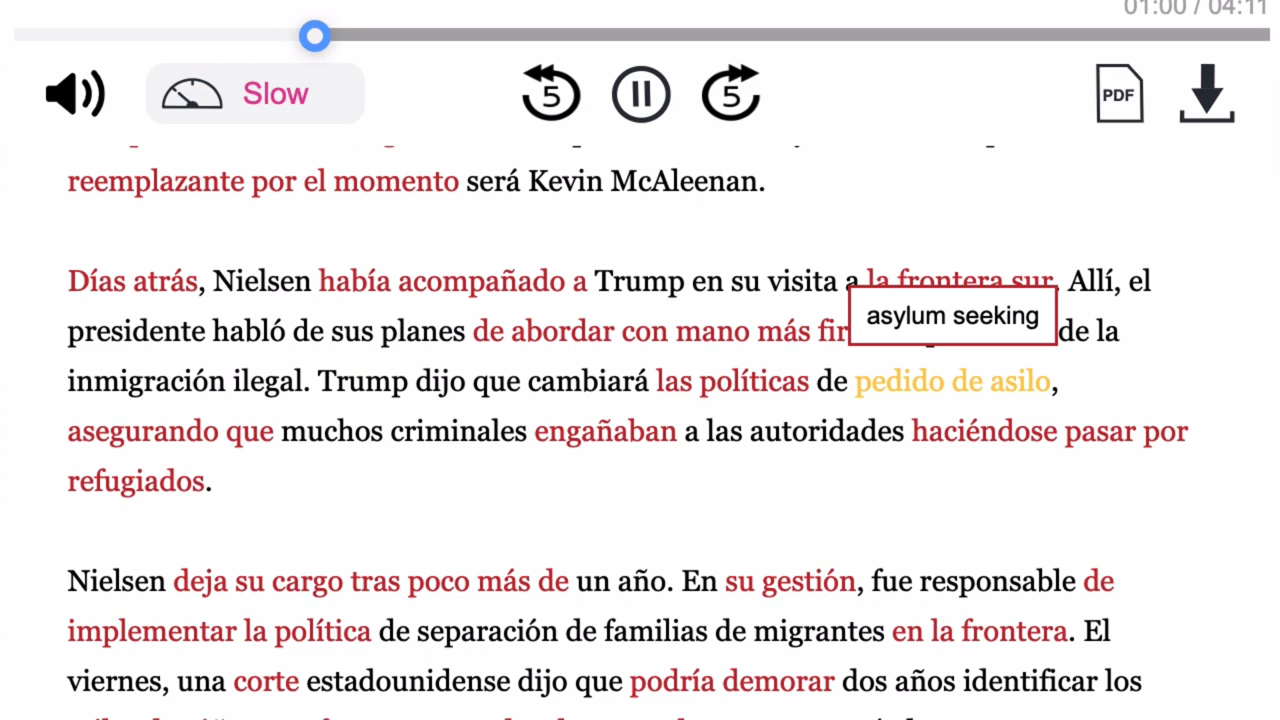 01:00 / 04:11
Slow
5
5
PDF
reemplazante por el momento será Kevin McAleenan.
Días atrás, Nielsen había acompañado a Trump en su visita a la frontera sur. Allí, el
asylum seeking
presidente habló de sus planes de abordar con mano más de la
inmigración ilegal. Trump dijo que cambiará las políticas de pedido de asilo,
asegurando que muchos criminales engañaban a las autoridades haciéndose pasar por
refugiados.
Nielsen deja su cargo tras poco más de un año. En su gestión, fue responsable de
implementar la política de separación de familias de migrantes en la frontera. El
viernes, una corte estadounidense dijo que podría demorar dos años identificar los